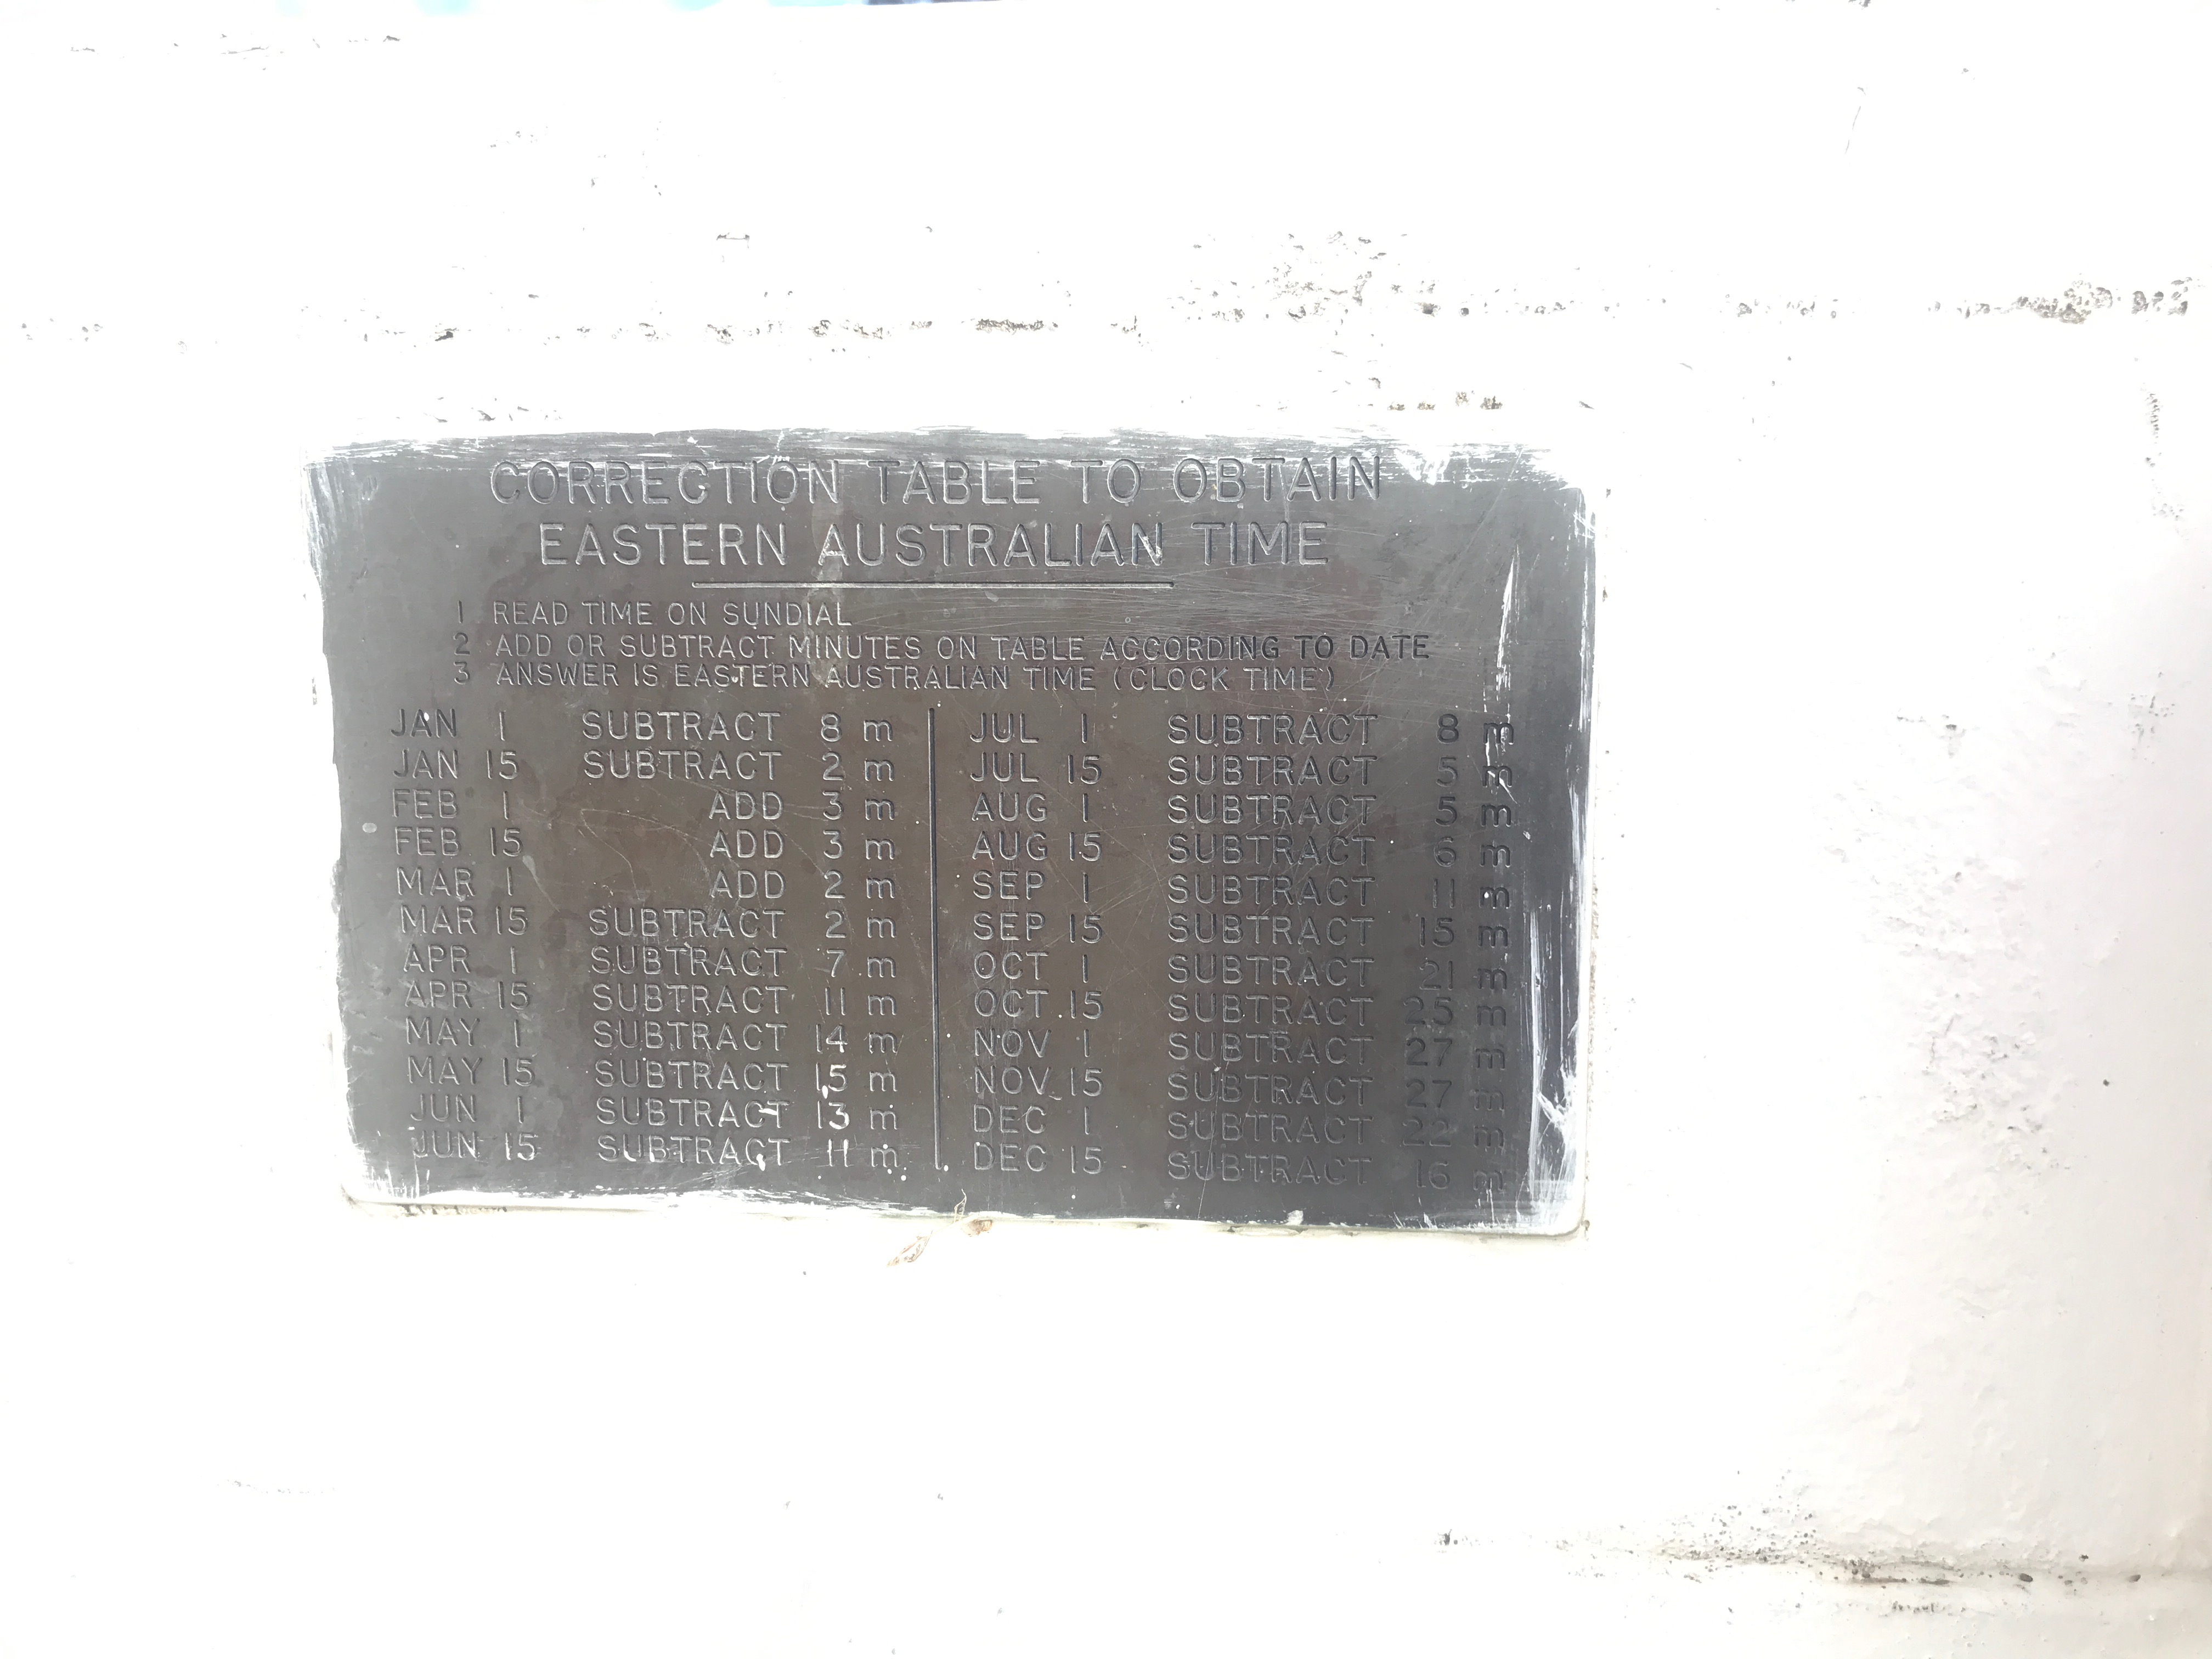 CORRECTION TABLE TO OBTAIN
EASTERN AUSTRALIAN TIME
1 READ TIME ON SUNDIAL
2 ADD OR SUBTRACT MINUTES ON TABLE ACCORDING TO DATE
3 ANSWER IS EASTERN AUSTRALIAN TIME (CLOCK TIME)
JAN 1 SUBTRACT 8 m
JAN 15 SUBTRACT 2 m
FEB 1 ADD 3 m
FEB 15 ADD 3 m
MAR 1 ADD 2 m
MAR 15 SUBTRACT 2 m
APR 1 SUBTRACT 7 m
APR 15 SUBTRACT 11 m
MAY 1 SUBTRACT 14 m
MAY 15 SUBTRACT 15 m
JUN 1 SUBTRACT 13 m
JUN 15 SUBTRACT 11 m
JUL 1 SUBTRACT 8 m
JUL 15 SUBTRACT 5 m
AUG 1 SUBTRACT 5 m
AUG 15 SUBTRACT 6 m
SEP 1 SUBTRACT 11 m
SEP 15 SUBTRACT 15 m
OCT 1 SUBTRACT 21 m
OCT 15 SUBTRACT 25 m
NOV 1 SUBTRACT 27 m
NOV 15 SUBTRACT 27 m
DEC 1 SUBTRACT 22 m
DEC 15 SUBTRACT 16 m